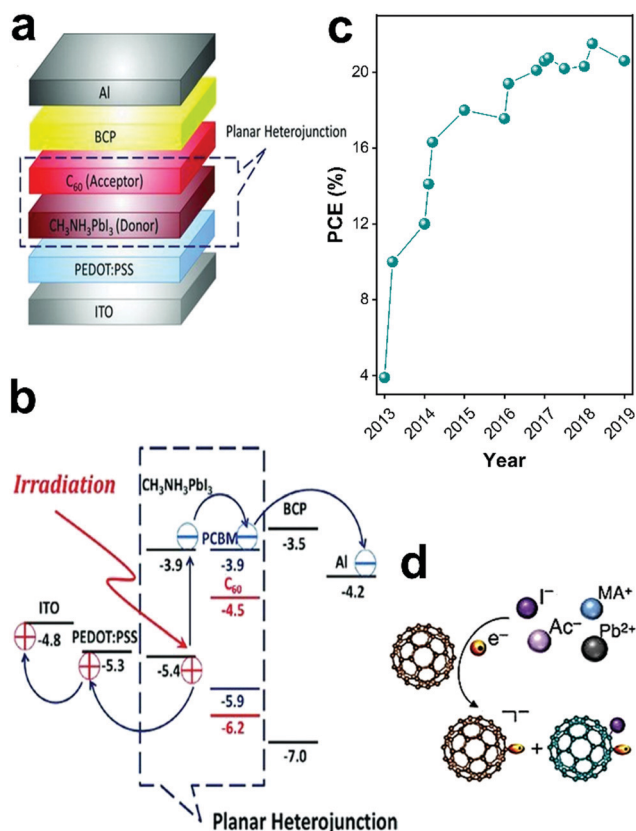 a
Al
BCP
C₆₀ (Acceptor)
CH₃NH₃PbI₃ (Donor)
PEDOT:PSS
ITO
Planar Heterojunction
b
Irradiation
CH₃NH₃PbI₃
PCBM
BCP
-3.5
-3.9
-3.9
Al
-4.2
C₆₀
-4.5
ITO
-4.8
PEDOT:PSS
-5.3
-5.4
-5.9
-6.2
-7.0
Planar Heterojunction
c
PCE (%)
20
16
12
8
4
2013
2014
2015
2016
2017
2018
2019
Year
d
I⁻
MA⁺
e⁻
Ac⁻
Pb²⁺
+